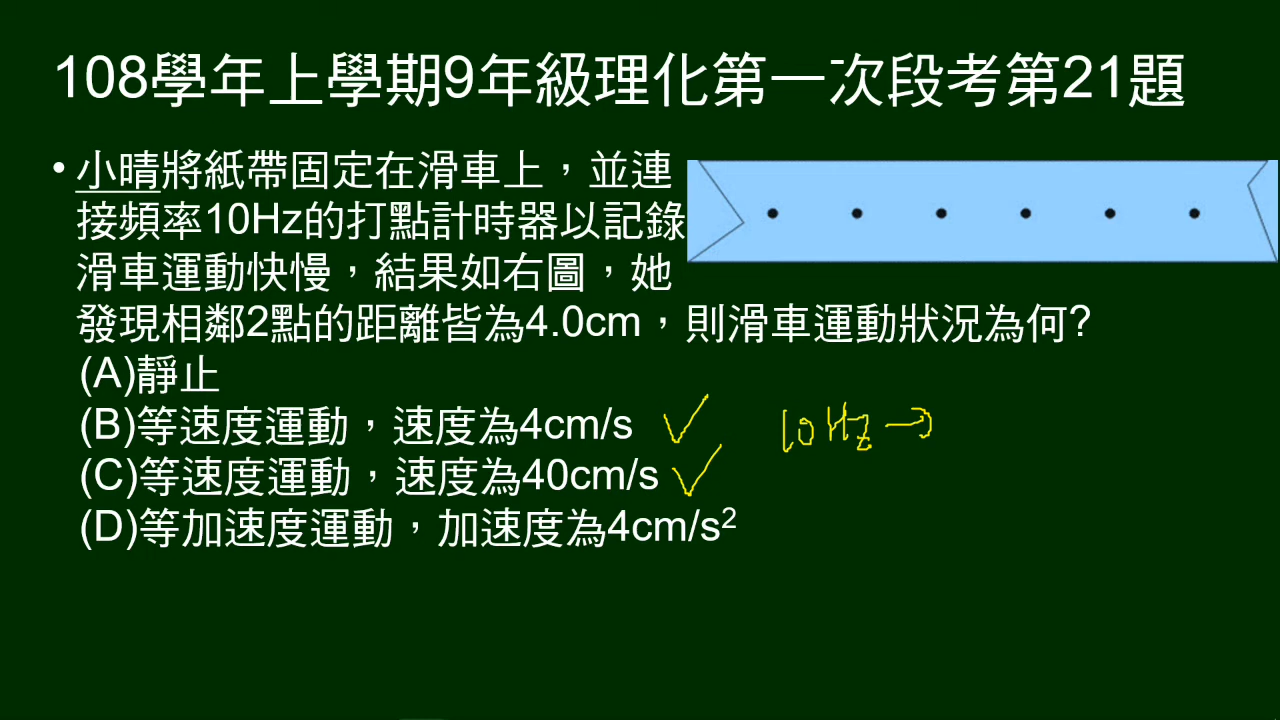 108學年上學期9年級理化第一次段考第21題
• 小晴將紙帶固定在滑車上，並連
接頻率10Hz的打點計時器以記錄
滑車運動快慢，結果如右圖，她
發現相鄰2點的距離皆為4.0cm，則滑車運動狀況為何?
(A)靜止
(B)等速度運動，速度為4cm/s ✓ 10Hz→
(C)等速度運動，速度為40cm/s ✓
(D)等加速度運動，加速度為4cm/s²